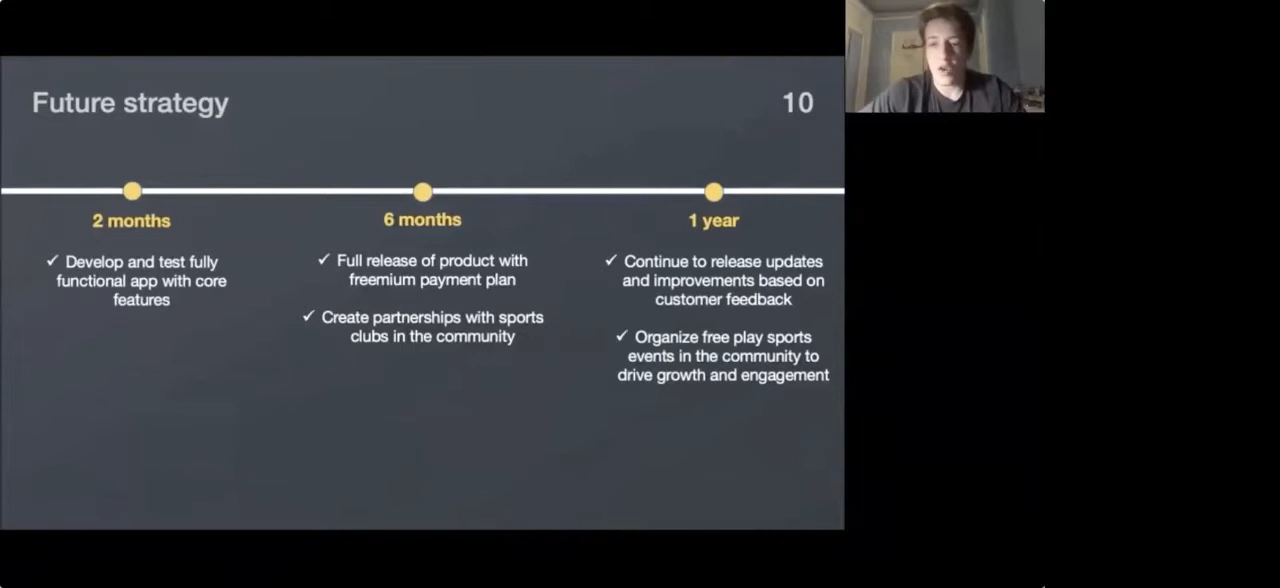 Future strategy
10
2 months
✓ Develop and test fully
functional app with core
features
6 months
✓ Full release of product with
freemium payment plan
✓ Create partnerships with sports
clubs in the community
1 year
✓ Continue to release updates
and improvements based on
customer feedback
✓ Organize free play sports
events in the community to
drive growth and engagement